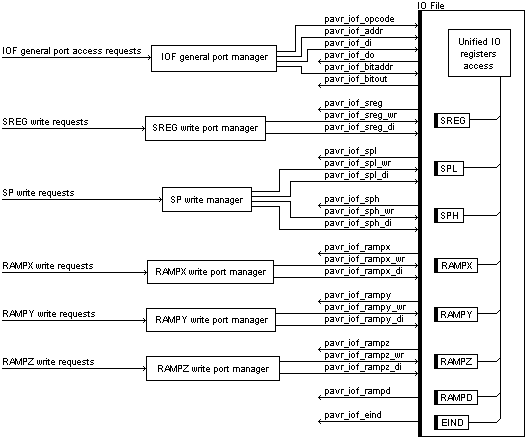 IO File
pavr_iof_opcode
pavr_iof_addr
pavr_iof_di
pavr_iof_do
pavr_iof_bitaddr
pavr_iof_bitout
IOF general port access requests
IOF general port manager
Unified IO
registers
access
pavr_iof_sreg
pavr_iof_sreg_wr
pavr_iof_sreg_di
SREG write requests
SREG write port manager
SREG
pavr_iof_spl
pavr_iof_spl_wr
pavr_iof_spl_di
SPL
SP write requests
SP write manager
pavr_iof_sph
pavr_iof_sph_wr
pavr_iof_sph_di
SPH
pavr_iof_rampx
pavr_iof_rampx_wr
pavr_iof_rampx_di
RAMPX write requests
RAMPX write port manager
RAMPX
pavr_iof_rampy
pavr_iof_rampy_wr
pavr_iof_rampy_di
RAMPY write requests
RAMPY write port manager
RAMPY
pavr_iof_rampz
pavr_iof_rampz_wr
pavr_iof_rampz_di
RAMPZ write requests
RAMPZ write port manager
RAMPZ
pavr_iof_rampd
RAMPD
pavr_iof_eind
EIND